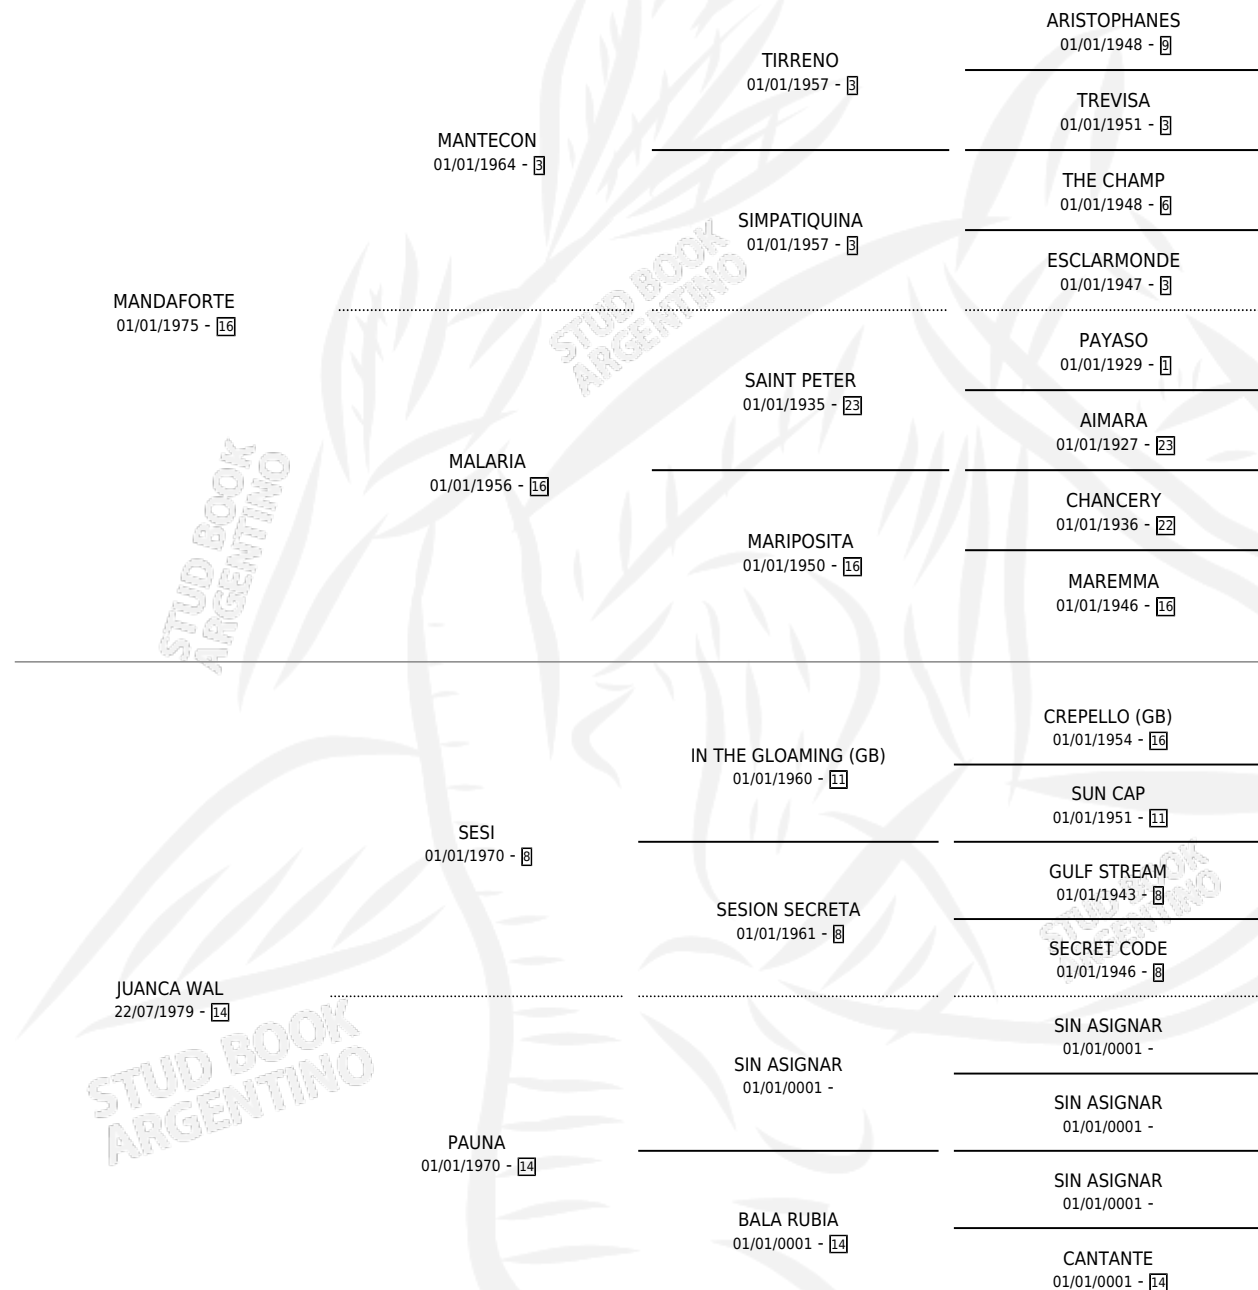 ARISTOPHANES
01/01/1948 - 9
TIRRENO
01/01/1957 - 3
TREVISA
01/01/1951 - 3
MANTECON
01/01/1964 - 3
THE CHAMP
01/01/1948 - 6
SIMPATIQUINA
01/01/1957 - 3
ESCLARMONDE
01/01/1947 - 3
MANDAFORTE
01/01/1975 - 16
PAYASO
01/01/1929 - 1
SAINT PETER
01/01/1935 - 23
AIMARA
01/01/1927 - 23
MALARIA
01/01/1956 - 16
CHANCERY
01/01/1936 - 22
MARIPOSITA
01/01/1950 - 16
MAREMMA
01/01/1946 - 16
STUD BOOK
ARGENTINO
STUD BOOK
ARGENTINO
CREPELLO (GB)
01/01/1954 - 16
IN THE GLOAMING (GB)
01/01/1960 - 11
SUN CAP
01/01/1951 - 11
SESI
01/01/1970 - 8
GULF STREAM
01/01/1943 - 8
SESION SECRETA
01/01/1961 - 8
SECRET CODE
01/01/1946 - 8
STUD BOOK
ARGENTINO
JUANCA WAL
22/07/1979 - 14
SIN ASIGNAR
01/01/0001 -
SIN ASIGNAR
01/01/0001 -
SIN ASIGNAR
01/01/0001 -
PAUNA
01/01/1970 - 14
SIN ASIGNAR
01/01/0001 -
BALA RUBIA
01/01/0001 - 14
CANTANTE
01/01/0001 - 14
STUD BOOK
ARGENTINO